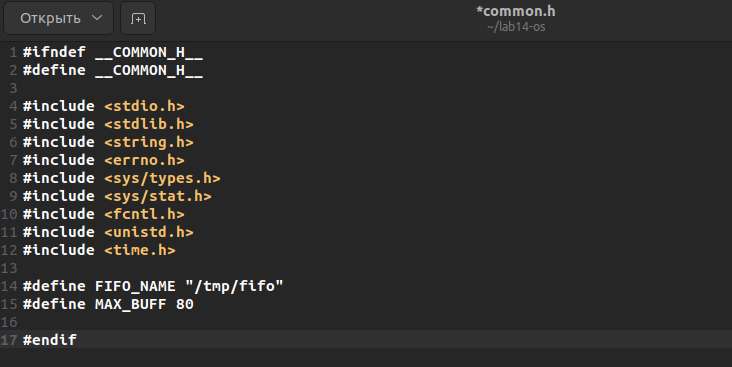 Открыть
*common.h
~/lab14-os
1 #ifndef __COMMON_H__
2 #define __COMMON_H__
3
4 #include <stdio.h>
5 #include <stdlib.h>
6 #include <string.h>
7 #include <errno.h>
8 #include <sys/types.h>
9 #include <sys/stat.h>
10 #include <fcntl.h>
11 #include <unistd.h>
12 #include <time.h>
13
14 #define FIFO_NAME "/tmp/fifo"
15 #define MAX_BUFF 80
16
17 #endif